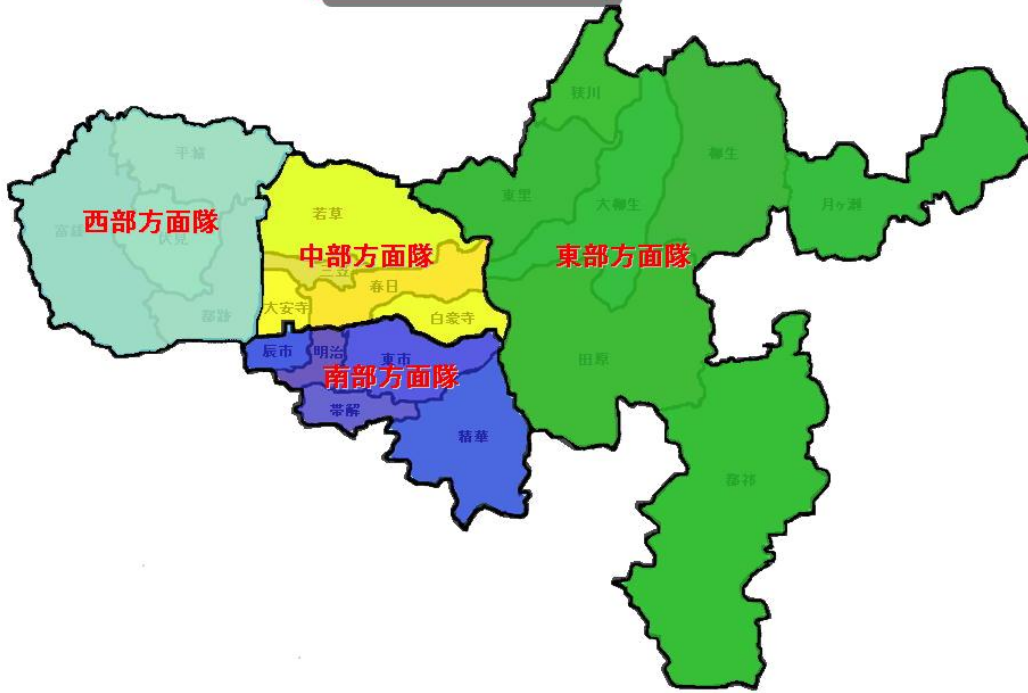 狭川
平城
柳生
東里
大柳生
月ヶ瀬
若草
西部方面隊
富雄
伏見
中部方面隊
東部方面隊
三笠
春日
大安寺
都跡
白豪寺
辰市
明治
東市
田原
南部方面隊
帯解
精華
都祁